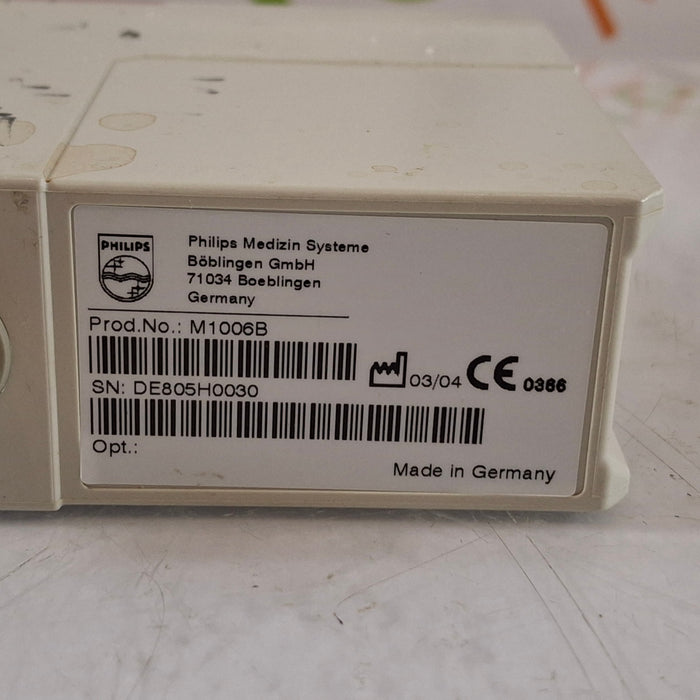 PHILIPS
Philips Medizin Systeme
Böblingen GmbH
71034 Boeblingen
Germany
Prod.No.: M1006B
03/04 CE 0366
SN: DE805H0030
Opt.:
Made in Germany